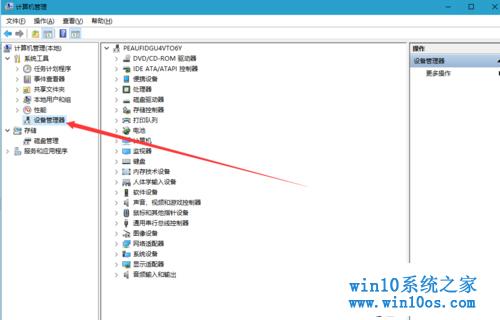 计算机管理
文件(F) 操作(A) 查看(V) 帮助(H)
计算机管理(本地)
系统工具
任务计划程序
事件查看器
共享文件夹
本地用户和组
性能
设备管理器
存储
磁盘管理
服务和应用程序
PEAUFIDGU4VTO6Y
DVD/CD-ROM 驱动器
IDE ATA/ATAPI 控制器
便携设备
处理器
磁盘驱动器
存储控制器
打印队列
电池
计算机
监视器
键盘
内存技术设备
人体学输入设备
软件设备
声音、视频和游戏控制器
鼠标和其他指针设备
通用串行总线控制器
图像设备
网络适配器
系统设备
显示适配器
音频输入和输出
操作
设备管理器
更多操作
win10系统之家
www.win10os.com